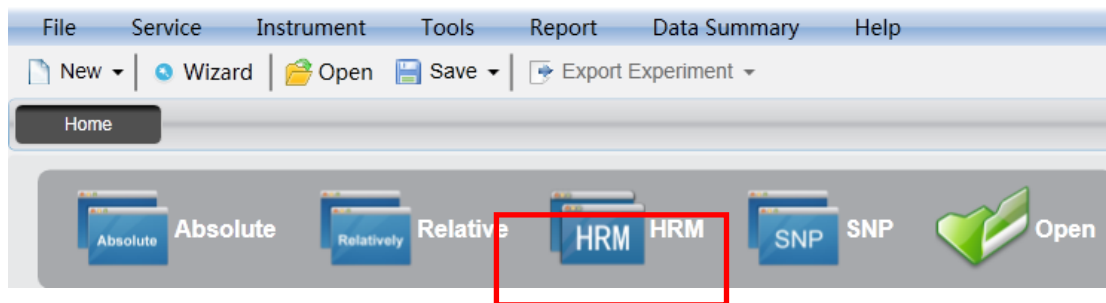 File Service Instrument Tools Report Data Summary Help
New Wizard Open Save Export Experiment
Home
Absolute Absolute Relatively Relative HRM HRM SNP SNP Open